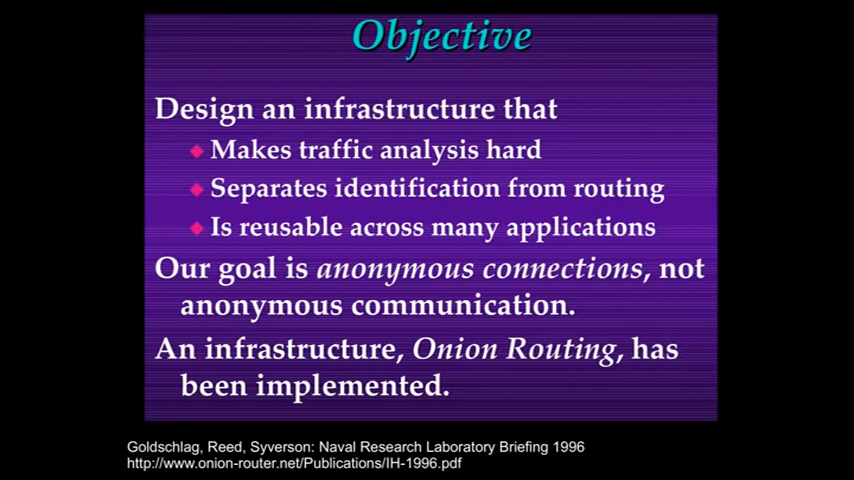 Objective
Design an infrastructure that
Makes traffic analysis hard
Separates identification from routing
Is reusable across many applications
Our goal is anonymous connections, not
anonymous communication.
An infrastructure, Onion Routing, has
been implemented.
Goldschlag, Reed, Syverson: Naval Research Laboratory Briefing 1996
http://www.onion-router.net/Publications/IH-1996.pdf